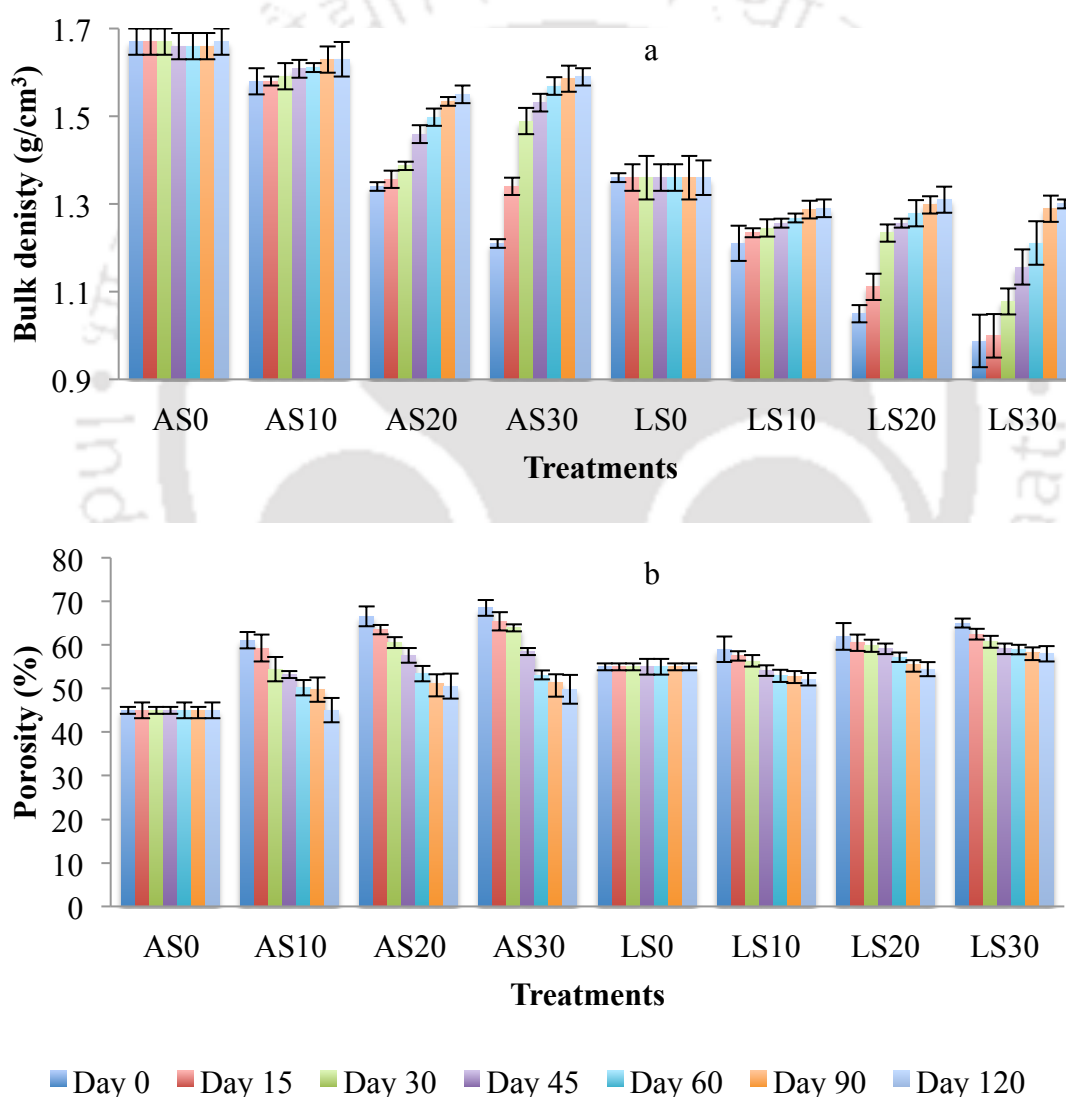 a
Bulk denisty (g/cm³)
1.7
1.5
1.3
1.1
0.9
AS0 AS10 AS20 AS30 LS0 LS10 LS20 LS30
Treatments
b
Porosity (%)
80
70
60
50
40
30
20
10
0
AS0 AS10 AS20 AS30 LS0 LS10 LS20 LS30
Treatments
Day 0 Day 15 Day 30 Day 45 Day 60 Day 90 Day 120